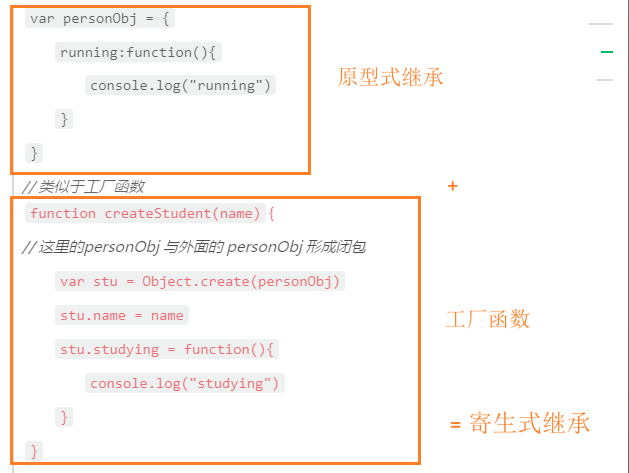 var personObj = {
running:function(){
console.log("running")
}
}
原型式继承
// 类似于工厂函数
+
function createStudent(name) {
// 这里的personObj 与外面的 personObj 形成闭包
var stu = Object.create(personObj)
stu.name = name
stu.studying = function(){
console.log("studying")
}
}
工厂函数
= 寄生式继承